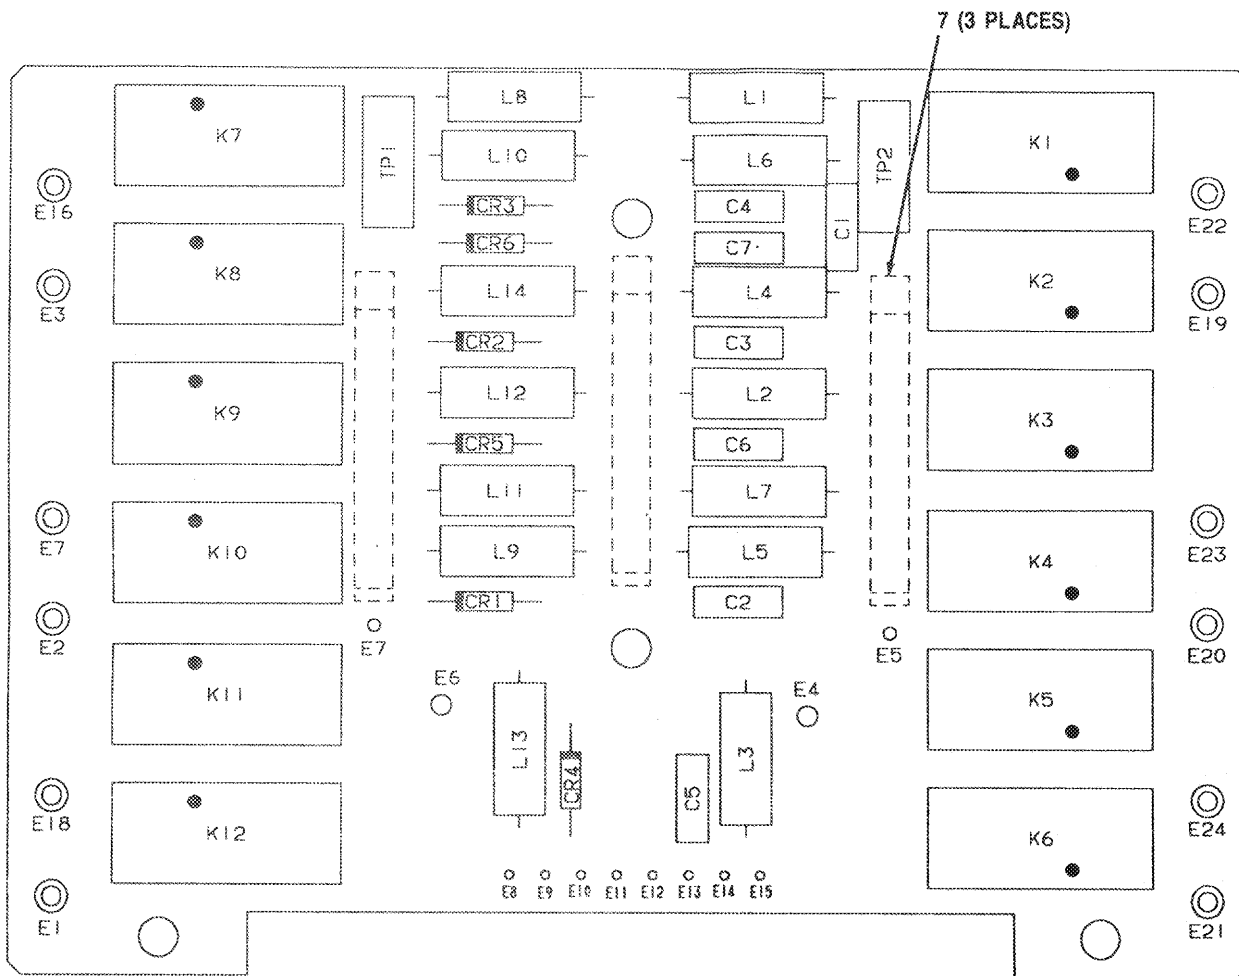 7 (3 PLACES)
L8
L1
K7
TP1
L10
L6
TP2
K1
E16
CR3
C4
C1
E22
CR6
C7
K8
L14
L4
K2
E3
E19
CR2
C3
K9
L12
L2
K3
CR5
C6
L11
L7
E7
K10
L9
L5
K4
E23
CR1
C2
E2
E7
E5
E20
K11
E6
E4
K5
L13
CR4
C5
L3
E18
K12
K6
E24
E8 E9 E10 E11 E12 E13 E14 E15
E1
E21